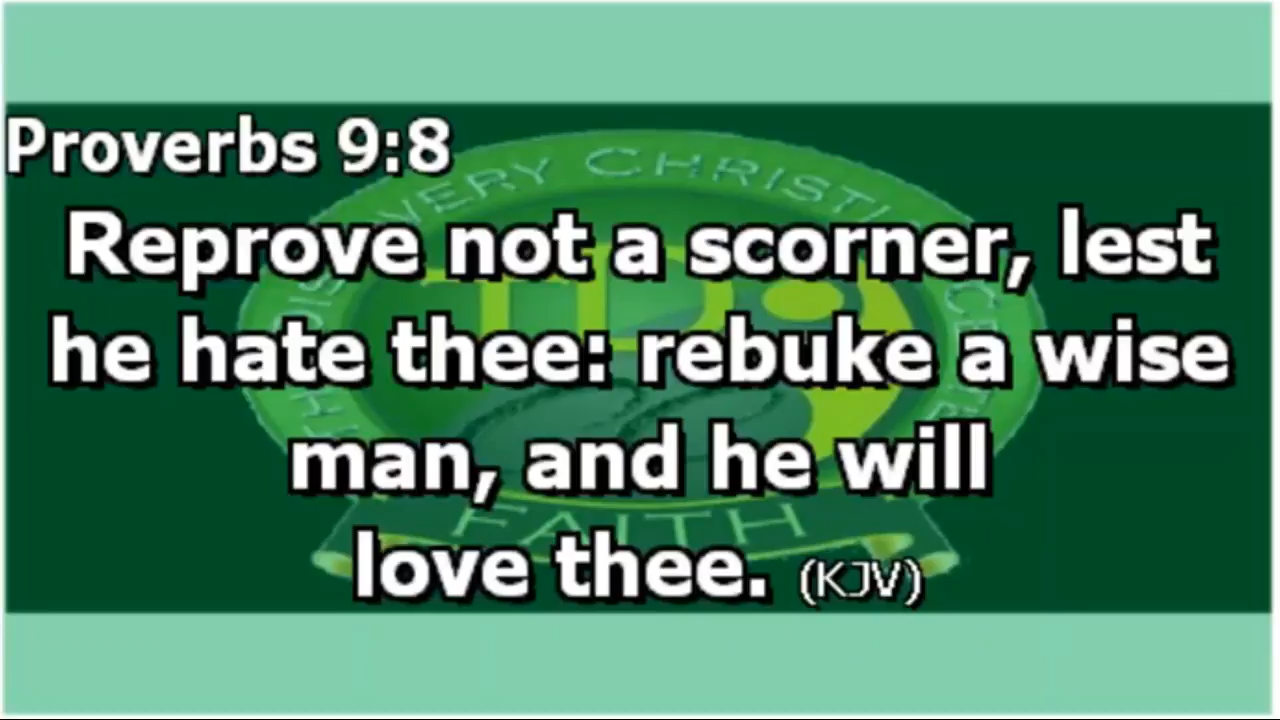 Proverbs 9:8
Reprove not a scorner, lest
he hate thee: rebuke a wise
man, and he will
love thee. (KJV)
FAITH